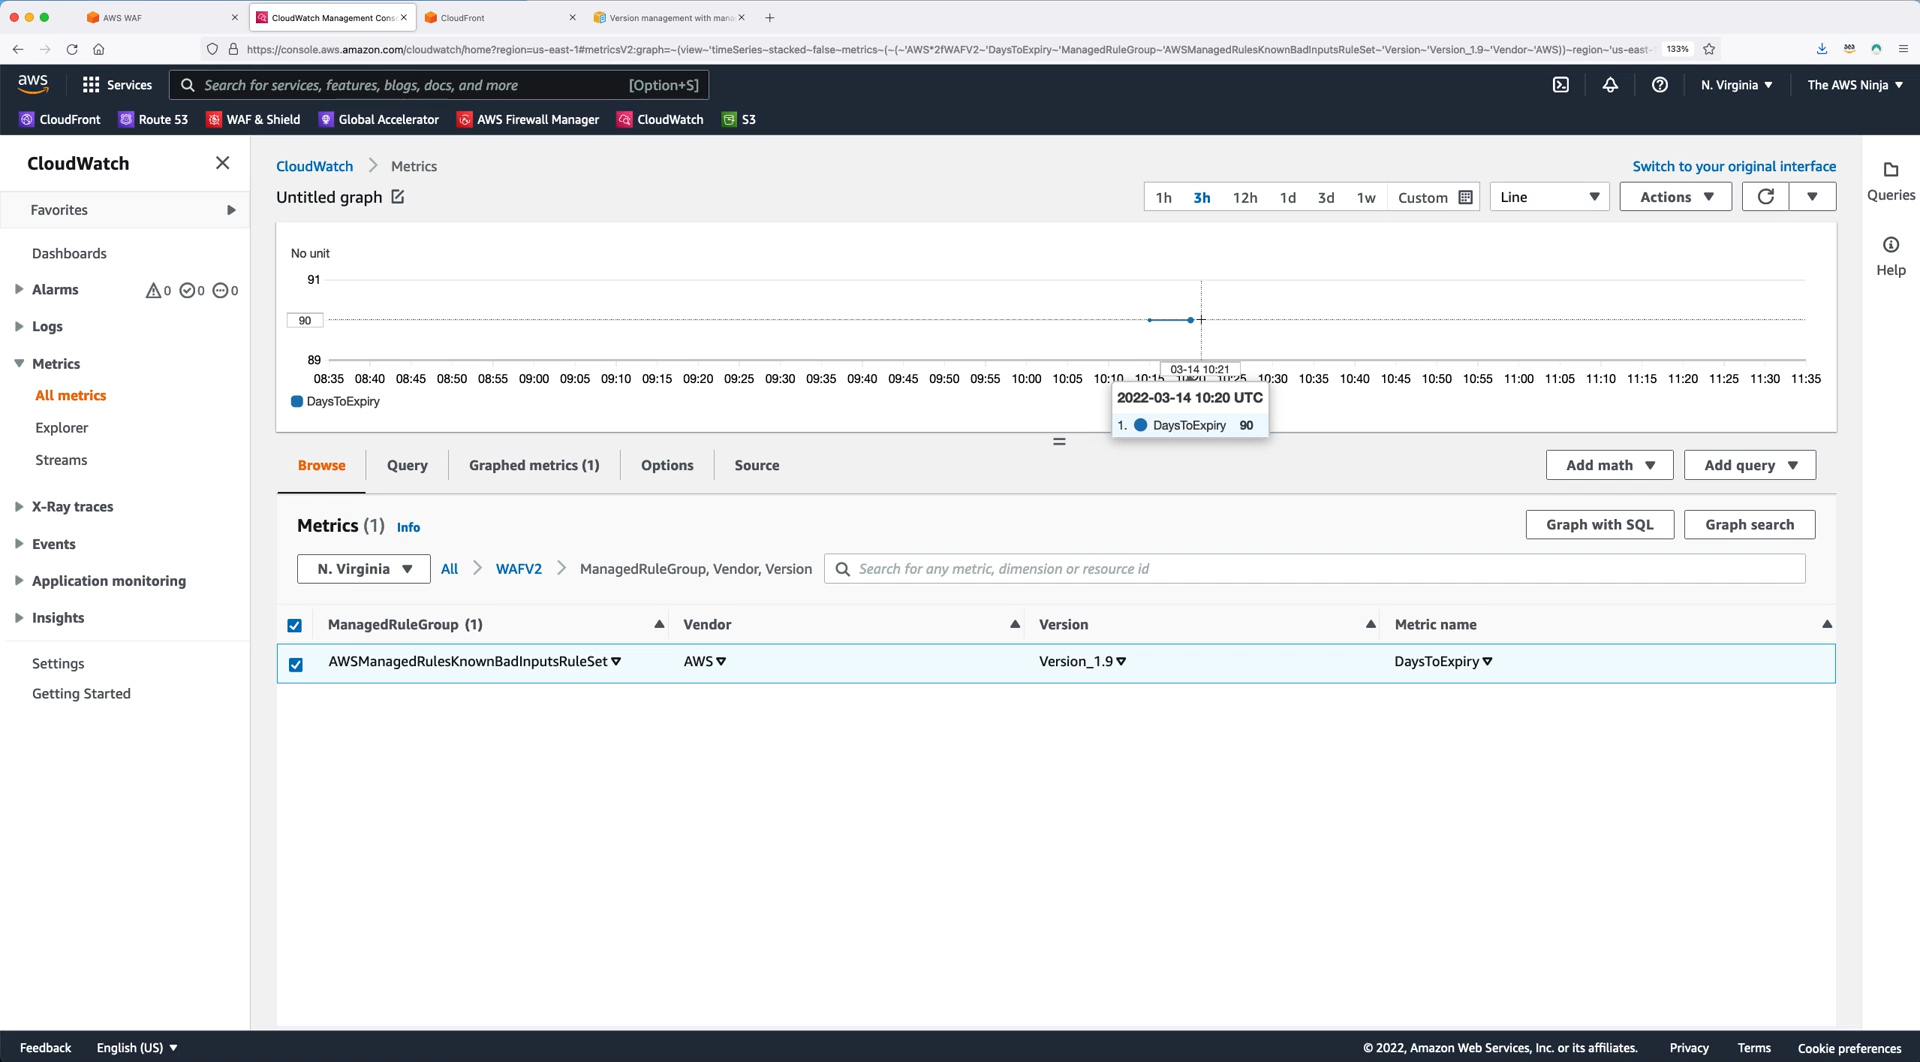 AWS WAF
CloudWatch Management Cons
CloudFront
Version management with mana
https://console.aws.amazon.com/cloudwatch/home?region=us-east-1#metricsV2:graph=~(view~'timeSeries~stacked~false~metrics~(~(~'AWS*2fWAFV2~'DaysToExpiry~'ManagedRuleGroup~'AWSManagedRulesKnownBadInputsRuleSet~'Version~'Version_1.9~'Vendor~'AWS))~region~'us-east-
133%
aws
Services
Search for services, features, blogs, docs, and more
[Option+S]
N. Virginia
The AWS Ninja
CloudFront
Route 53
WAF & Shield
Global Accelerator
AWS Firewall Manager
CloudWatch
S3
CloudWatch
Favorites
Dashboards
Alarms
0
0
0
Logs
Metrics
All metrics
Explorer
Streams
X-Ray traces
Events
Application monitoring
Insights
Settings
Getting Started
CloudWatch
Metrics
Switch to your original interface
Untitled graph
1h 3h 12h 1d 3d 1w Custom
Line
Actions
Queries
Help
No unit
91
90
89
08:35 08:40 08:45 08:50 08:55 09:00 09:05 09:10 09:15 09:20 09:25 09:30 09:35 09:40 09:45 09:50 09:55 10:00 10:05 10:10 10:15 10:20 10:25 10:30 10:35 10:40 10:45 10:50 10:55 11:00 11:05 11:10 11:15 11:20 11:25 11:30 11:35
03-14 10:21
DaysToExpiry
2022-03-14 10:20 UTC
1. DaysToExpiry 90
Browse
Query
Graphed metrics (1)
Options
Source
Add math
Add query
Metrics (1) Info
Graph with SQL
Graph search
N. Virginia
All
WAFV2
ManagedRuleGroup, Vendor, Version
Search for any metric, dimension or resource id
ManagedRuleGroup (1)
Vendor
Version
Metric name
AWSManagedRulesKnownBadInputsRuleSet
AWS
Version_1.9
DaysToExpiry
Feedback
English (US)
© 2022, Amazon Web Services, Inc. or its affiliates.
Privacy
Terms
Cookie preferences